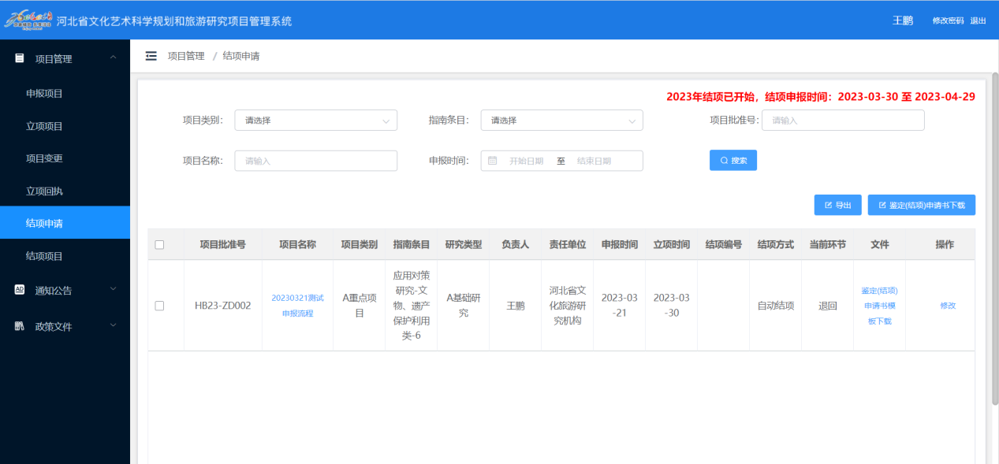 河北省文化艺术科学规划和旅游研究项目管理系统
王鹏 修改密码 退出
项目管理
申报项目
立项项目
项目变更
立项回执
结项申请
结项项目
通知公告
政策文件
项目管理 / 结项申请
2023年结项已开始，结项申报时间：2023-03-30 至 2023-04-29
项目类别： 请选择 指南条目： 请选择 项目批准号： 请输入
项目名称： 请输入 申报时间： 开始日期 至 结束日期 搜索
导出 鉴定(结项)申请书下载
项目批准号 项目名称 项目类别 指南条目 研究类型 负责人 责任单位 申报时间 立项时间 结项编号 结项方式 当前环节 文件 操作
HB23-ZD002
20230321测试
申报流程
A重点项
目
应用对策
研究-文
物、遗产
保护利用
类-6
A基础研
究
王鹏
河北省文
化旅游研
究机构
2023-03
-21
2023-03
-30
自动结项
退回
鉴定(结项)
申请书模
板下载
修改